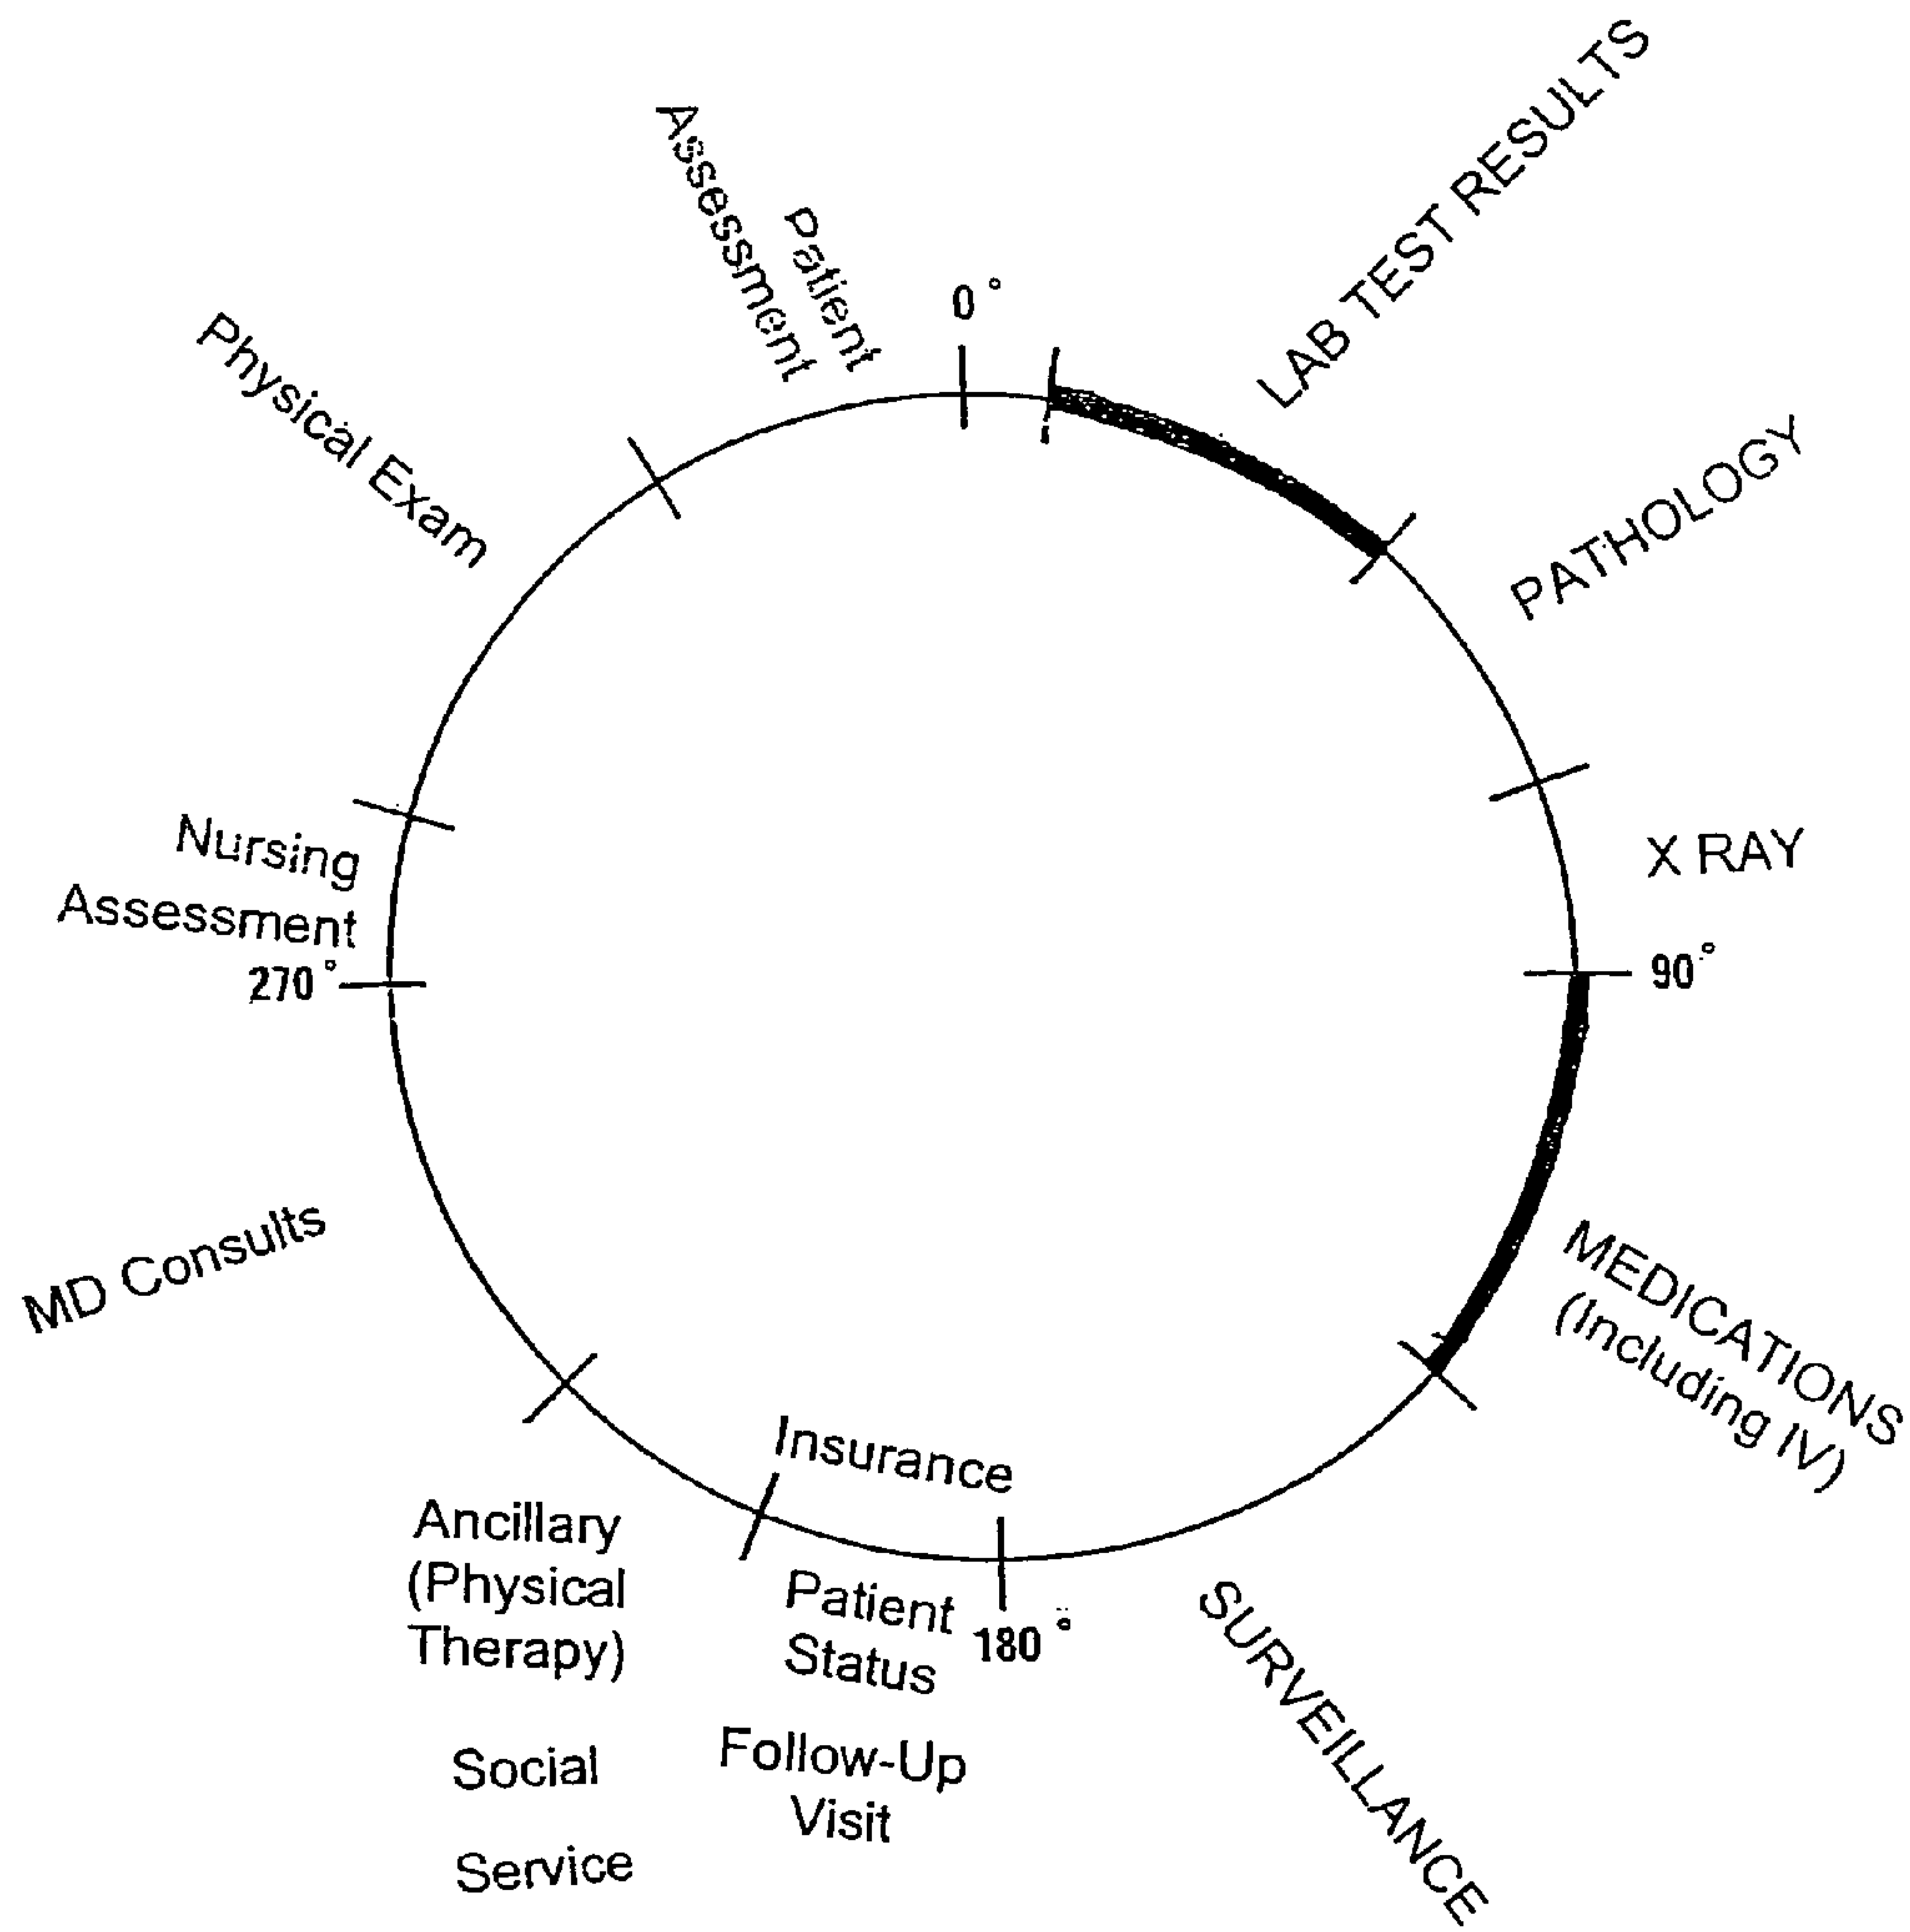 0°
LAB TEST RESULTS
PATHOLOGY
X RAY
90°
MEDICATIONS
(Including IV)
SURVEILLANCE
180°
Insurance
Patient
Status
Follow-Up
Visit
Ancillary
(Physical
Therapy)
Social
Service
MD Consults
270°
Nursing
Assessment
Physical Exam
Patient
Assessment